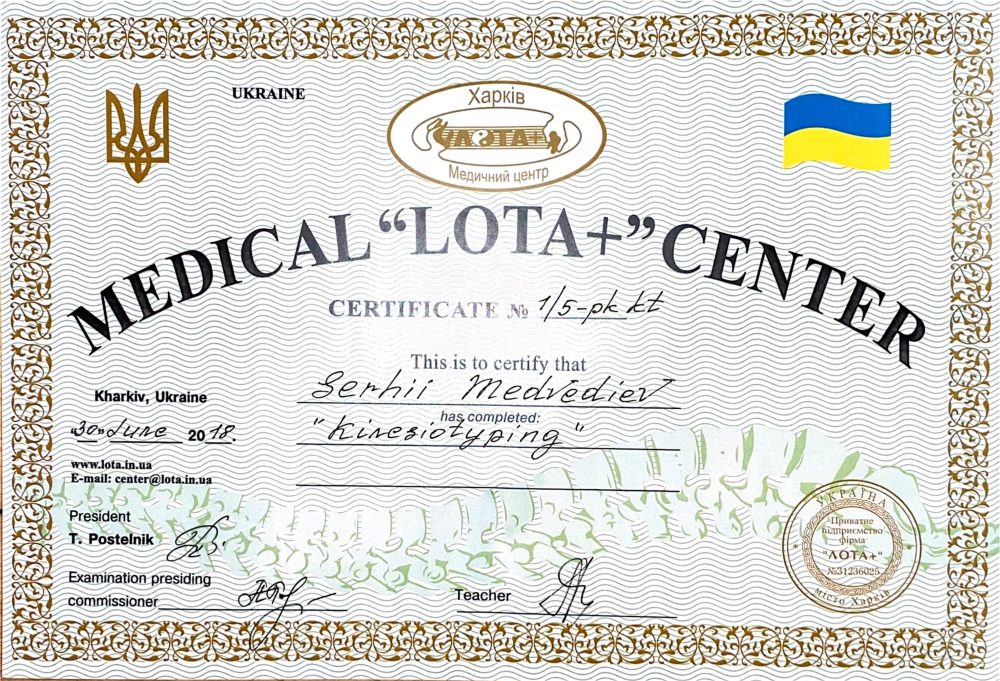 UKRAINE
Харків
ЛОТА+
Медичний центр
MEDICAL “LOTA+” CENTER
CERTIFICATE № 1/5-pk kt
This is to certify that
Serhii Medvediev
has completed:
"Kinesiotyping"
Kharkiv, Ukraine
«30» June 2018.
www.lota.in.ua
E-mail: center@lota.in.ua
President
T. Postelnik
Examination presiding
commissioner
Teacher
УКРАЇНА
Приватне
підприємство
фірма
"ЛОТА+"
№31236025
місто Харків